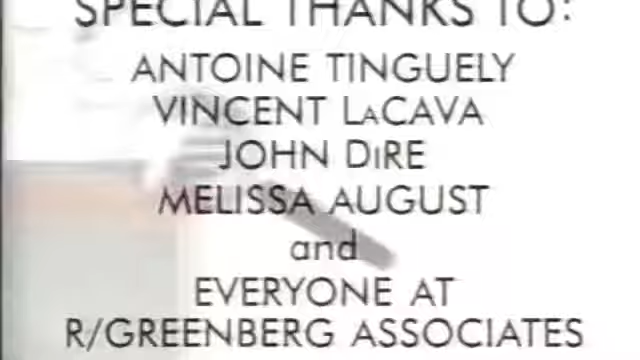 SPECIAL THANKS TO:
ANTOINE TINGUELY
VINCENT LaCAVA
JOHN DiRE
MELISSA AUGUST
and
EVERYONE AT
R/GREENBERG ASSOCIATES